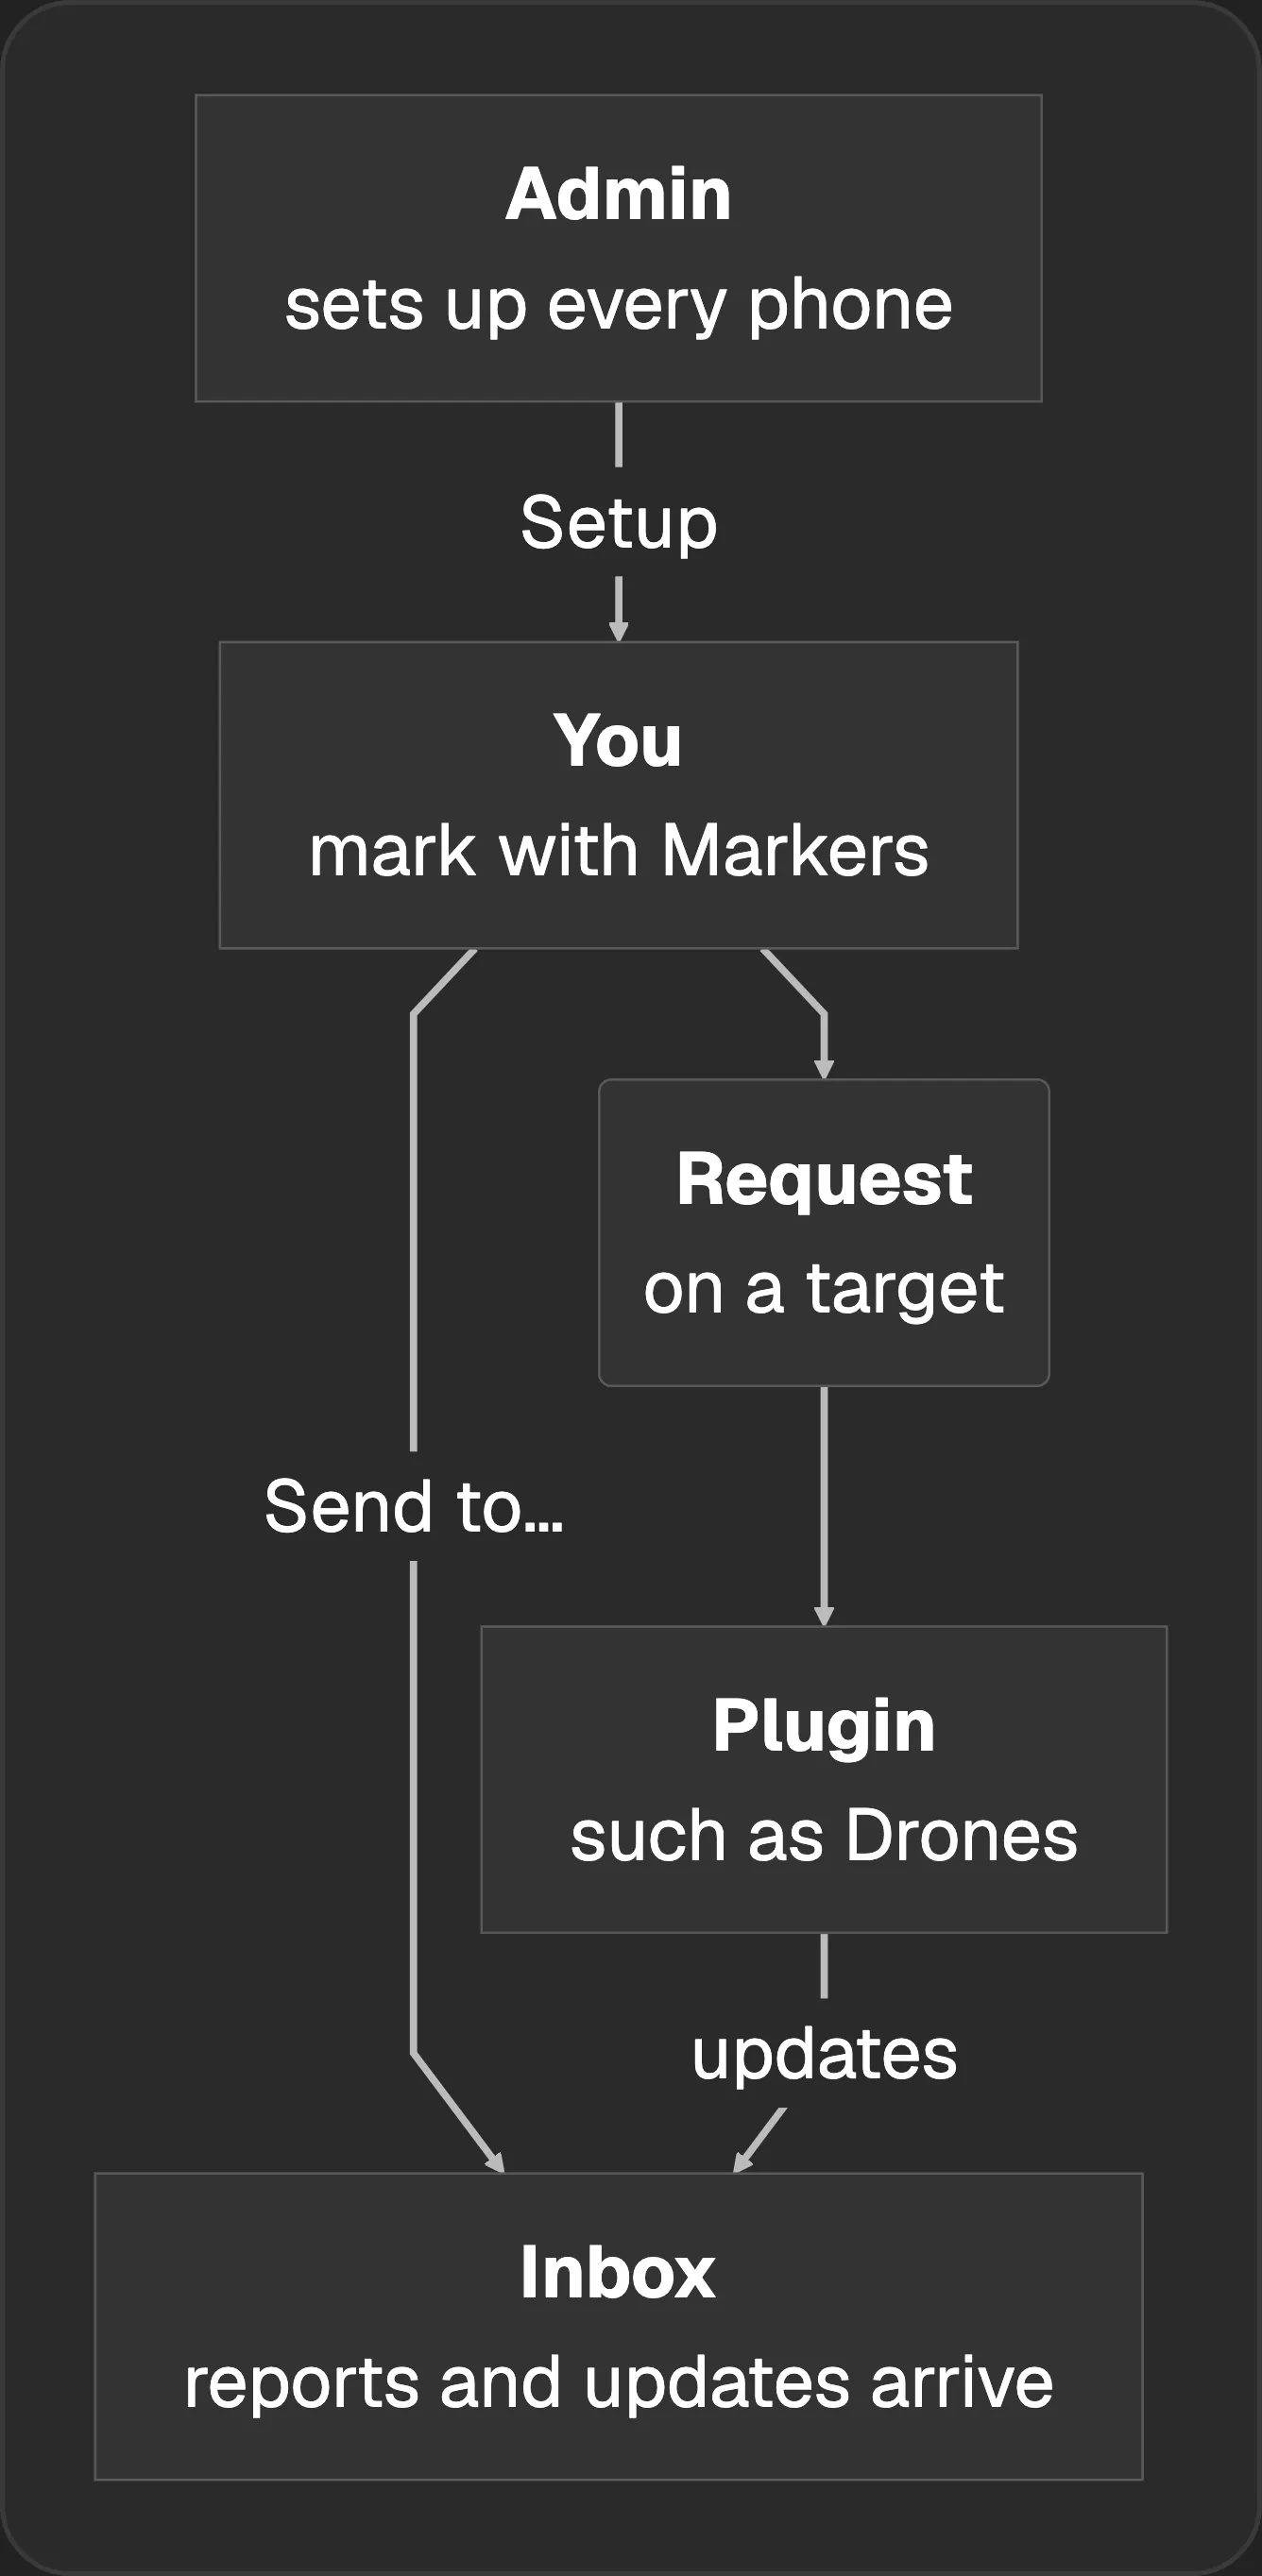 Admin
sets up every phone
Setup
You
mark with Markers
Request
on a target
Send to...
Plugin
such as Drones
updates
Inbox
reports and updates arrive